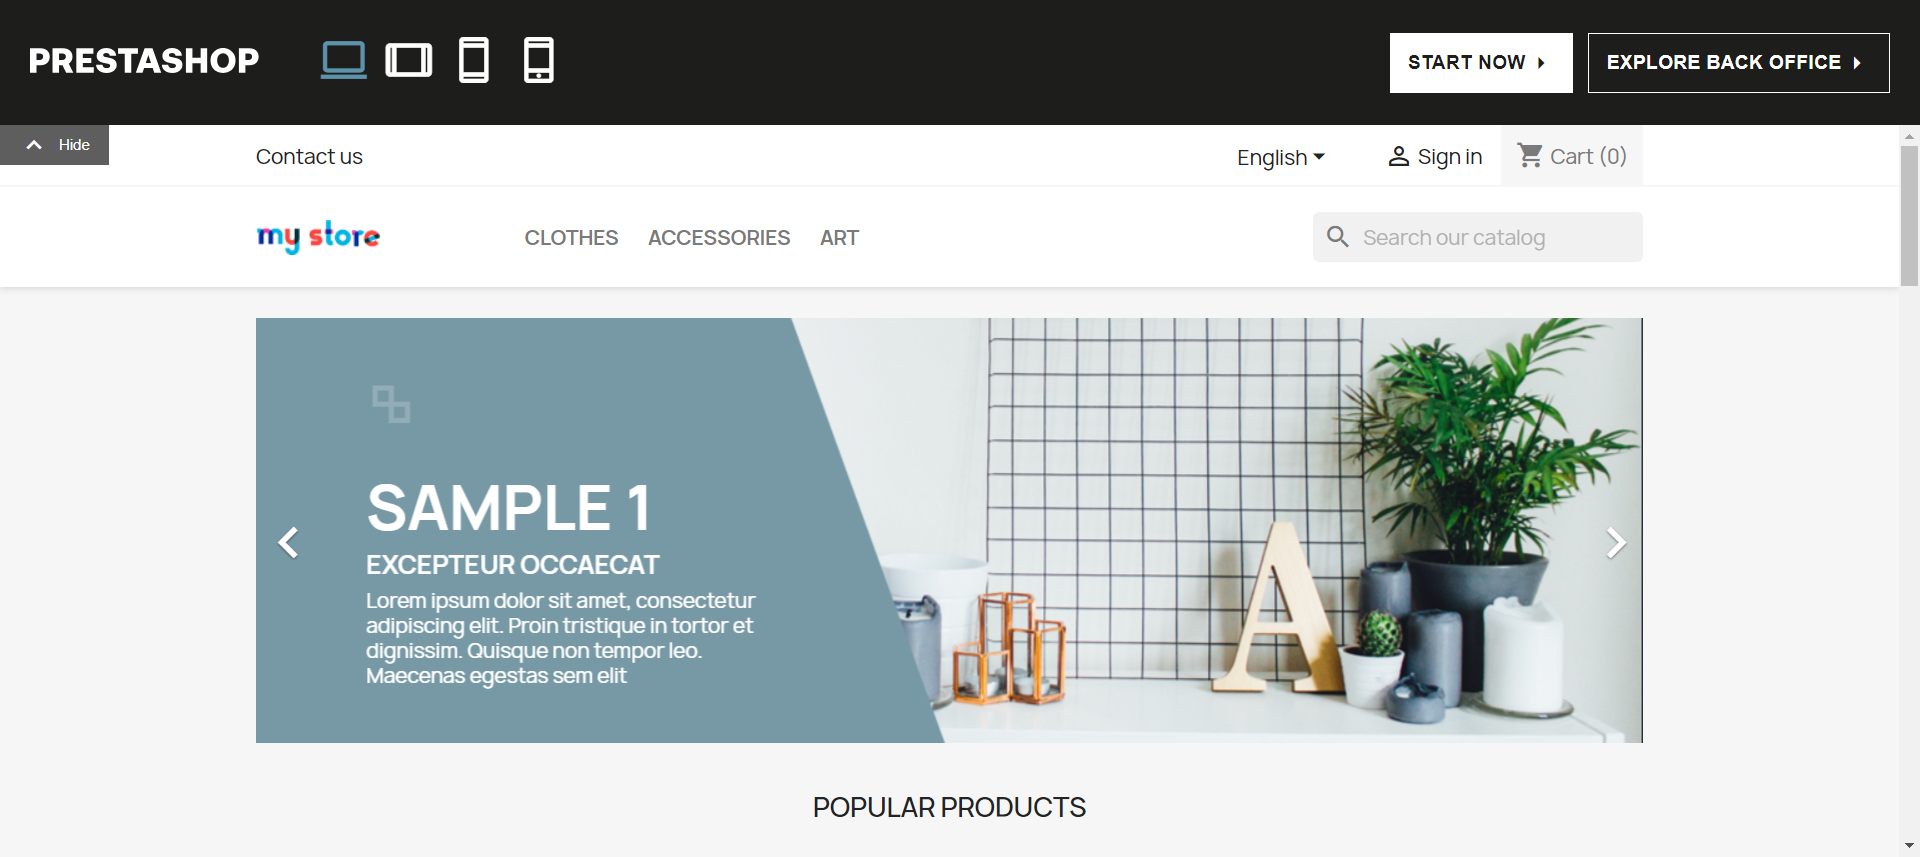 PRESTASHOP
START NOW
EXPLORE BACK OFFICE
Hide
Contact us
English
Sign in
Cart (0)
my store
CLOTHES
ACCESSORIES
ART
Search our catalog
SAMPLE 1
EXCEPTEUR OCCAECAT
Lorem ipsum dolor sit amet, consectetur
adipiscing elit. Proin tristique in tortor et
dignissim. Quisque non tempor leo.
Maecenas egestas sem elit
A
POPULAR PRODUCTS